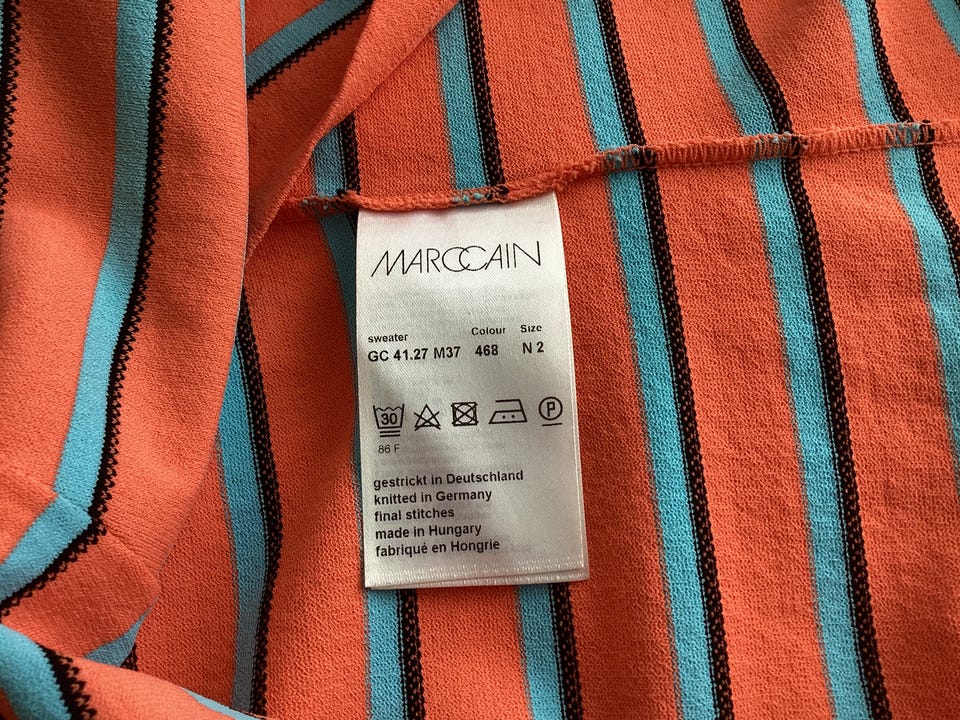 MARCCAIN
sweater Colour Size
GC 41.27 M37 468 N 2
30 P
86 F
gestrickt in Deutschland
knitted in Germany
final stitches
made in Hungary
fabriqué en Hongrie